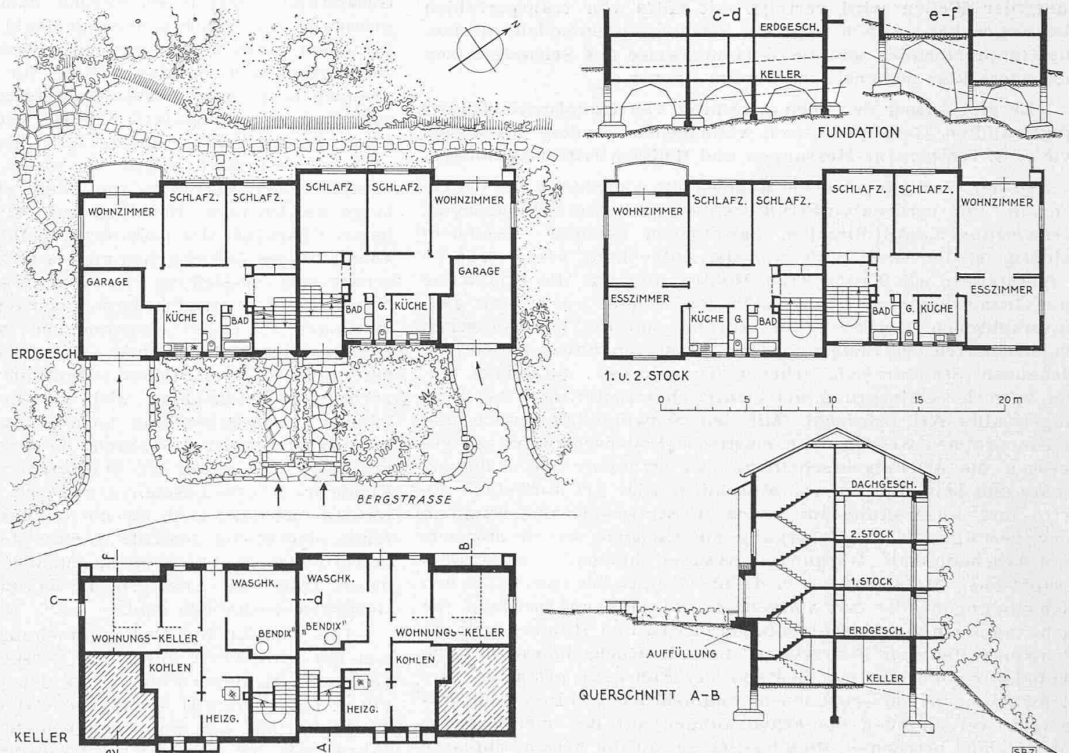 c-d
e-f
ERDGESCH.
KELLER
FUNDATION
SCHLAFZ. SCHLAFZ. SCHLAFZ. SCHLAFZ.
WOHNZIMMER
WOHNZIMMER
GARAGE
GARAGE
KÜCHE G. BAD BAD G. KÜCHE
ERDGESCH
BERGSTRASSE
SCHLAFZ. SCHLAFZ. SCHLAFZ. SCHLAFZ.
WOHNZIMMER
WOHNZIMMER
ESSZIMMER
ESSZIMMER
KÜCHE G. BAD BAD G. KÜCHE
1. u. 2. STOCK
5 10 15 20 m
F
B
c
d
WASCHK. WASCHK.
"BENDIX" "BENDIX"
WOHNUNGS-KELLER
WOHNUNGS-KELLER
KOHLEN
KOHLEN
HEIZG.
HEIZG.
KELLER
A
DACHGESCH.
2.STOCK
1.STOCK
ERDGESCH.
KELLER
AUFFÜLLUNG
QUERSCHNITT A-B
SBZ